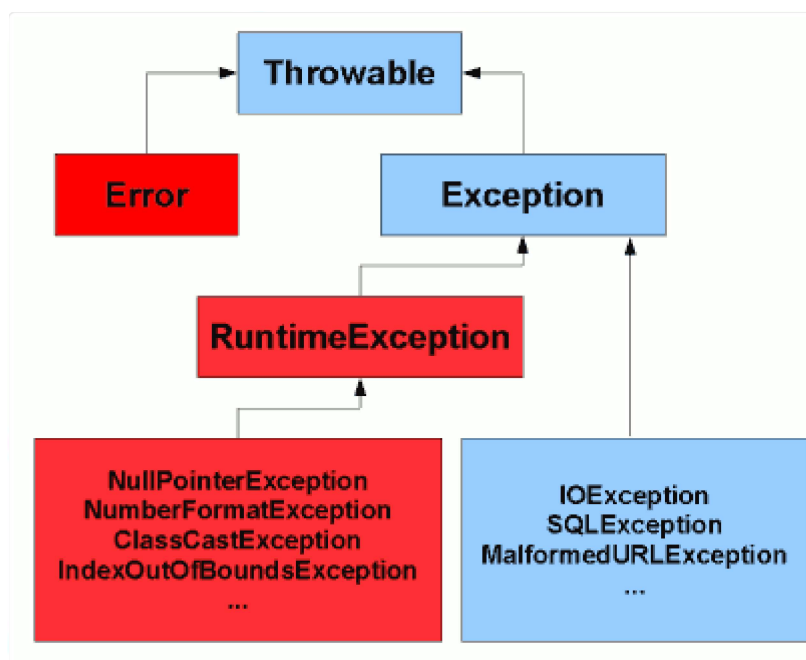 Throwable
Error
Exception
RuntimeException
NullPointerException
NumberFormatException
ClassCastException
IndexOutOfBoundsException
...
IOException
SQLException
MalformedURLException
...